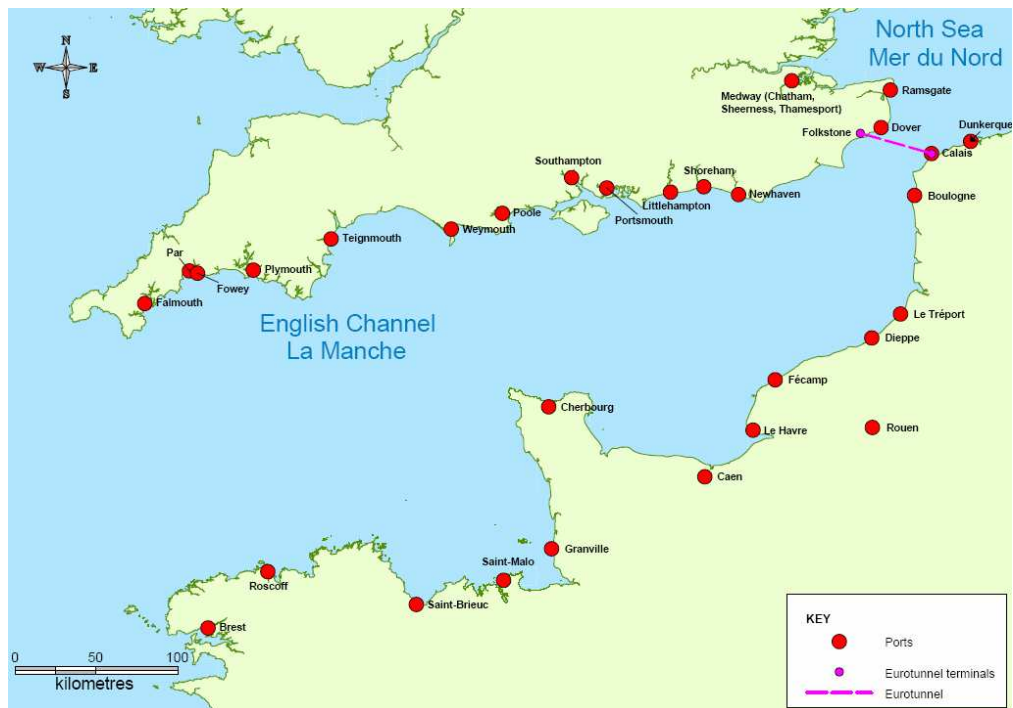 North Sea
Mer du Nord
N
W E
S
Medway (Chatham,
Sheerness, Thamesport)
Ramsgate
Folkstone
Dover
Dunkerque
Calais
Southampton
Shoreham
Boulogne
Littlehampton
Newhaven
Portsmouth
Poole
Weymouth
Teignmouth
Par
Plymouth
Fowey
Falmouth
English Channel
La Manche
Le Tréport
Dieppe
Fécamp
Cherbourg
Le Havre
Rouen
Caen
Granville
Saint-Malo
Roscoff
Saint-Brieuc
Brest
0 50 100
kilometres
KEY
Ports
Eurotunnel terminals
Eurotunnel